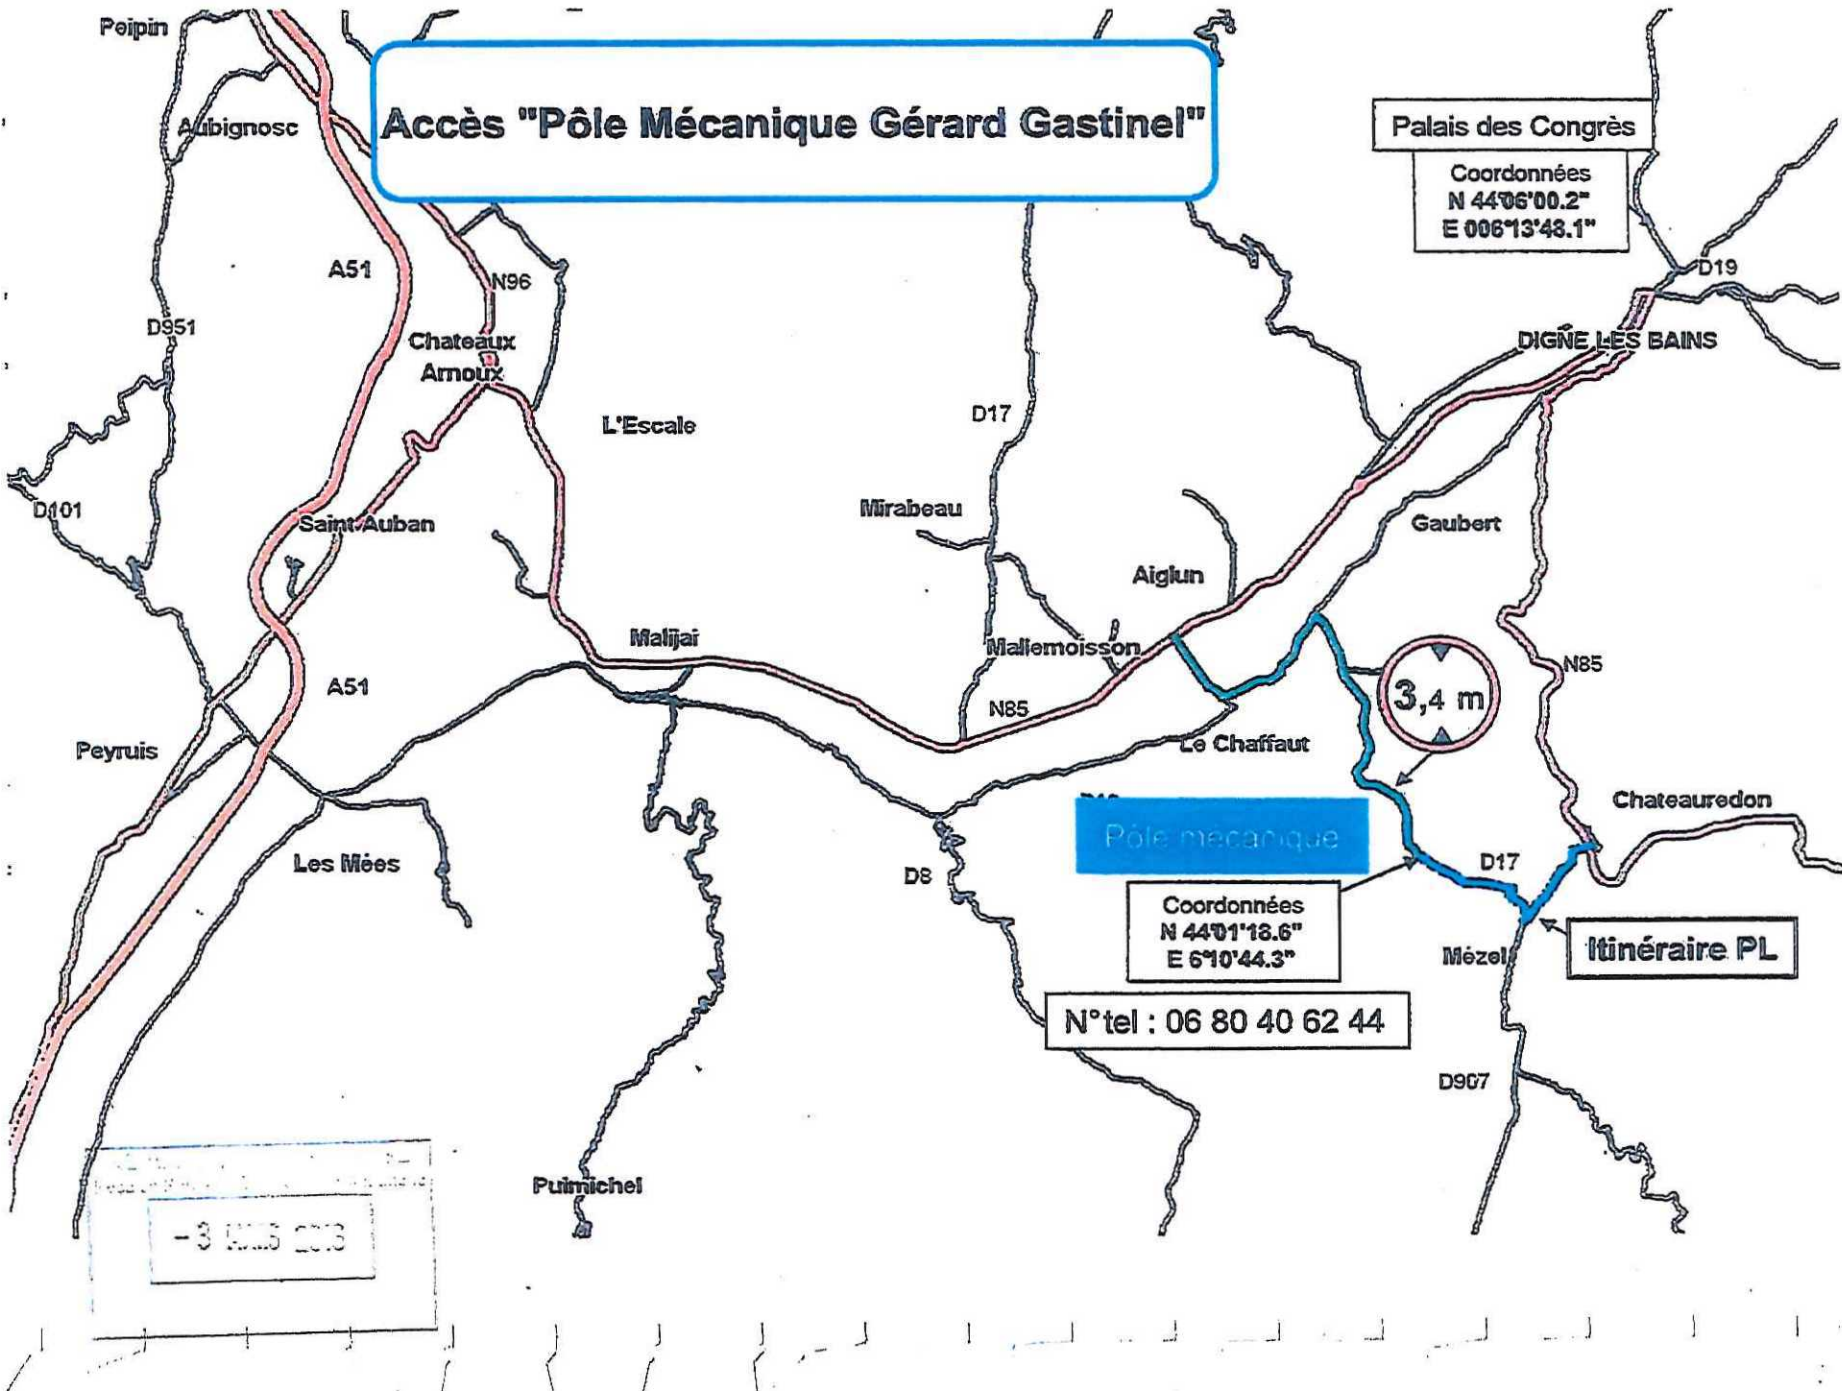 Peipin
Accès "Pôle Mécanique Gérard Gastinel"
Aubignosc
Palais des Congrès
Coordonnées
N 44°06'00.2"
E 006°13'48.1"
A51
N96
D19
D951
Chateaux
Arnoux
DIGNE LES BAINS
L'Escale
D17
D101
Saint Auban
Mirabeau
Gaubert
Aiglun
Malijai
Mallemoisson
A51
N85
3,4 m
N85
Peyruis
Le Chaffaut
Chateauredon
Pôle mécanique
Les Mées
D8
D17
Coordonnées
N 44°01'18.6"
E 6°10'44.3"
Mézel
Itinéraire PL
N°tel : 06 80 40 62 44
D907
Puimichel